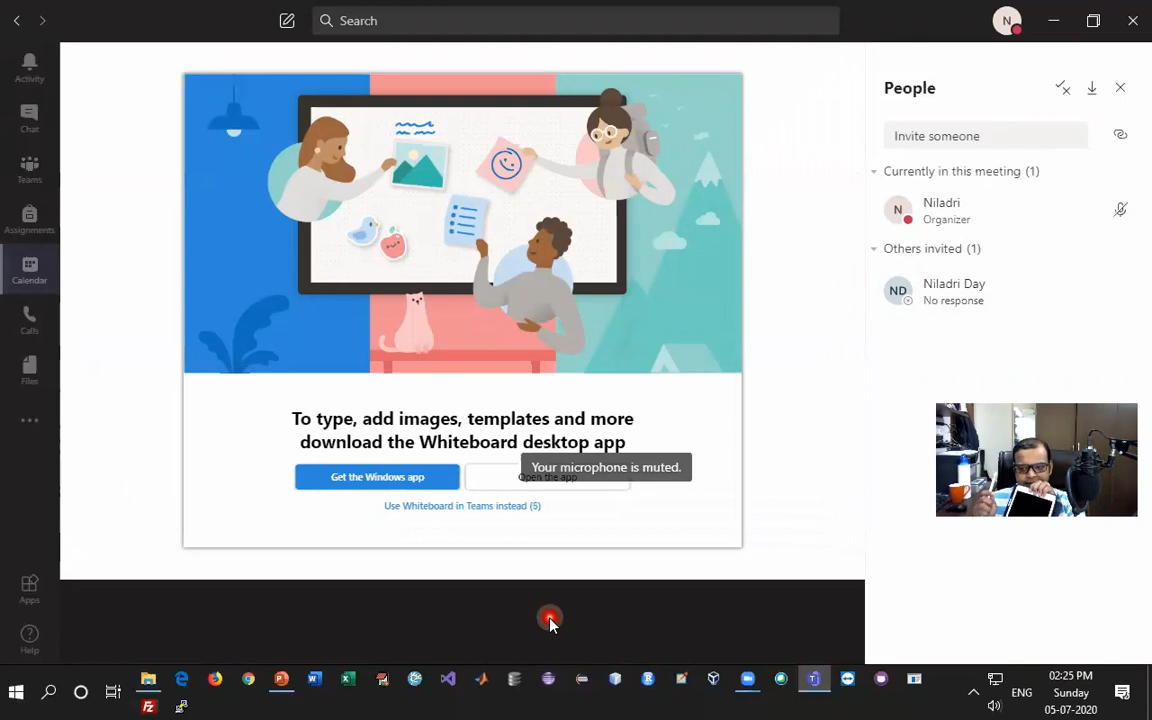 Search
N
Activity
Chat
Teams
Assignments
Calendar
Calls
Files
Apps
Help
To type, add images, templates and more
download the Whiteboard desktop app
Your microphone is muted.
Get the Windows app
Open the app
Use Whiteboard in Teams instead (5)
People
Invite someone
Currently in this meeting (1)
N
Niladri
Organizer
Others invited (1)
ND
Niladri Day
No response
ENG
02:25 PM
Sunday
05-07-2020